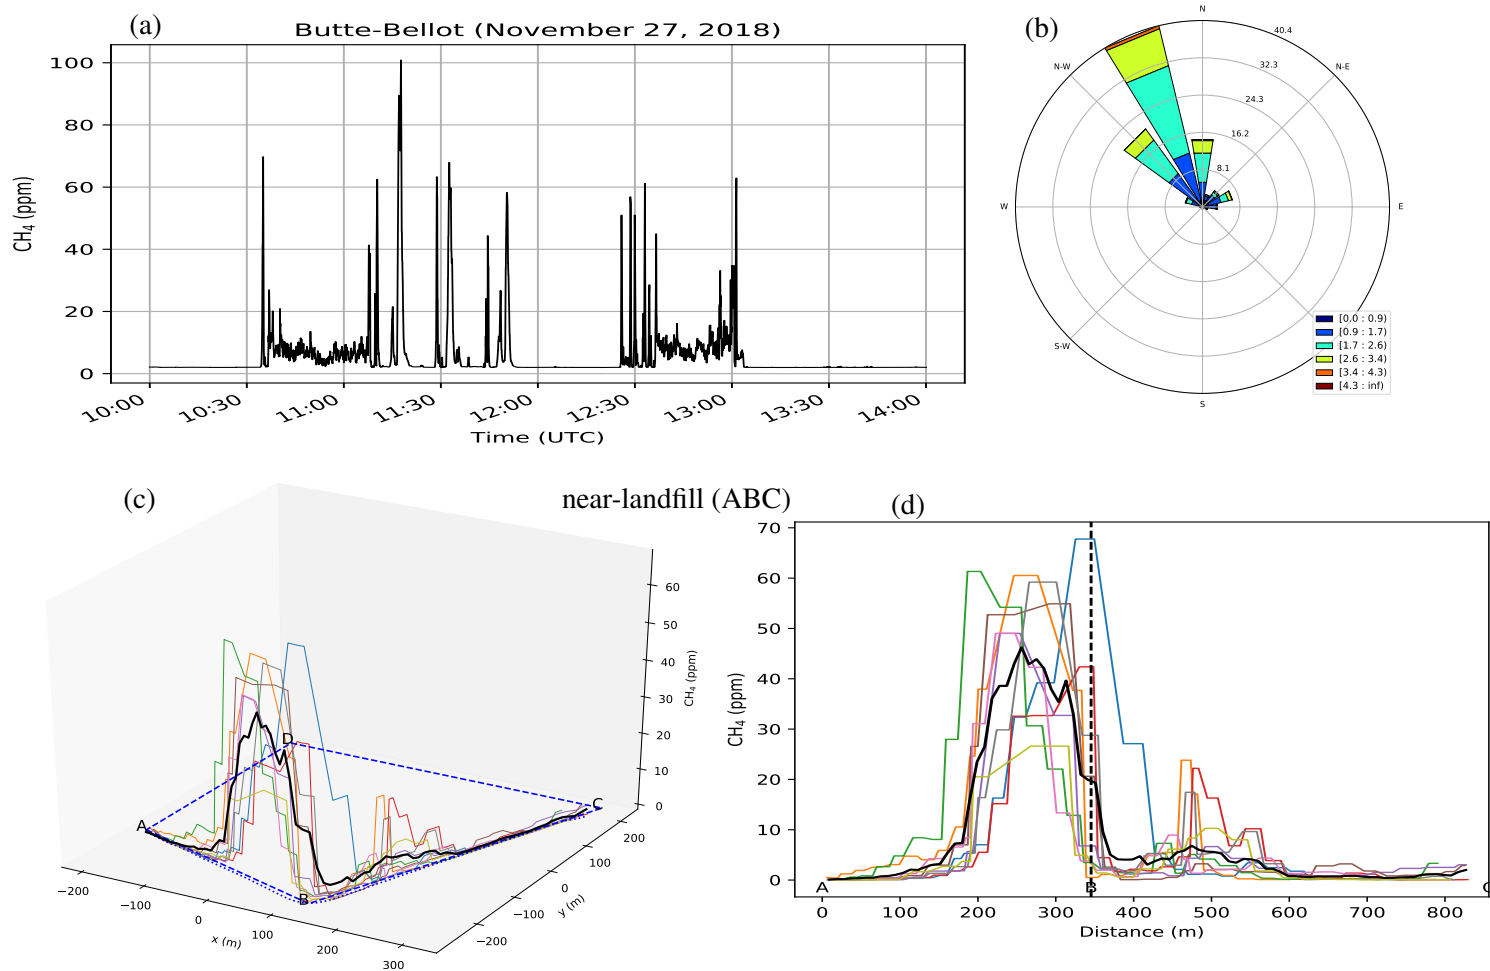 (a)
Butte-Bellot (November 27, 2018)
100
80
60
40
20
0
CH4 (ppm)
10:00 10:30 11:00 11:30 12:00 12:30 13:00 13:30 14:00
Time (UTC)
(b)
N
N-E
E
S
S-W
W
N-W
40.4
32.3
24.3
16.2
8.1
[0.0 : 0.9)
[0.9 : 1.7)
[1.7 : 2.6)
[2.6 : 3.4)
[3.4 : 4.3)
[4.3 : inf)
near-landfill (ABC)
(c)
A
B
C
D
60
50
40
30
20
10
0
CH4 (ppm)
−200 −100 0 100 200 300
x (m)
−200 −100 0 100 200
y (m)
(d)
70
60
50
40
30
20
10
0
CH4 (ppm)
A B C
0 100 200 300 400 500 600 700 800
Distance (m)